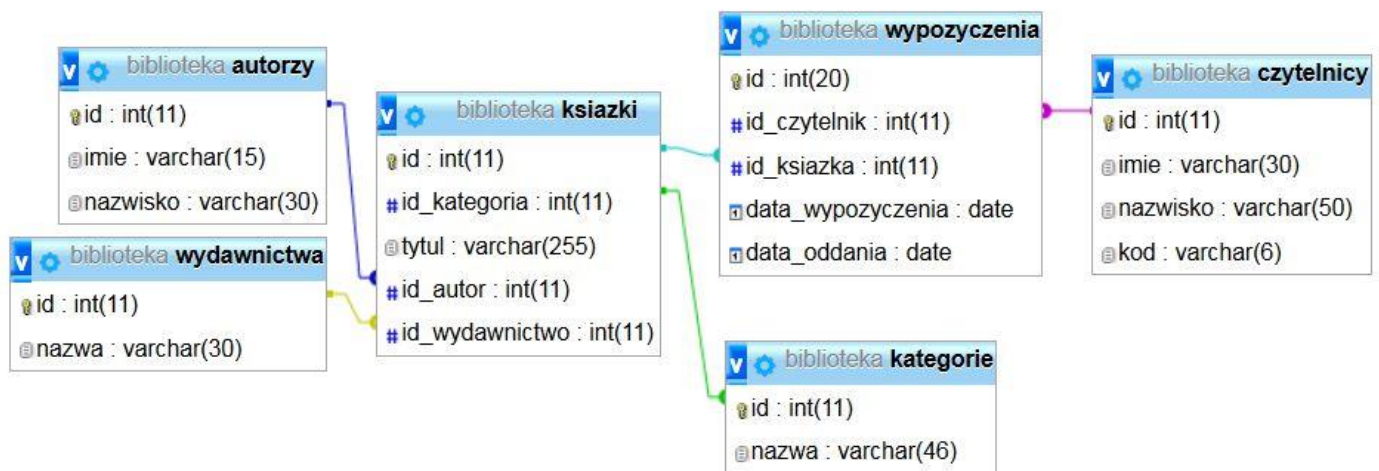 v biblioteka autorzy
id : int(11)
imie : varchar(15)
nazwisko : varchar(30)
v biblioteka wydawnictwa
id : int(11)
nazwa : varchar(30)
v biblioteka ksiazki
id : int(11)
# id_kategoria : int(11)
tytul : varchar(255)
# id_autor : int(11)
# id_wydawnictwo : int(11)
v biblioteka wypozyczenia
id : int(20)
# id_czytelnik : int(11)
# id_ksiazka : int(11)
data_wypozyczenia : date
data_oddania : date
v biblioteka czytelnicy
id : int(11)
imie : varchar(30)
nazwisko : varchar(50)
kod : varchar(6)
v biblioteka kategorie
id : int(11)
nazwa : varchar(46)